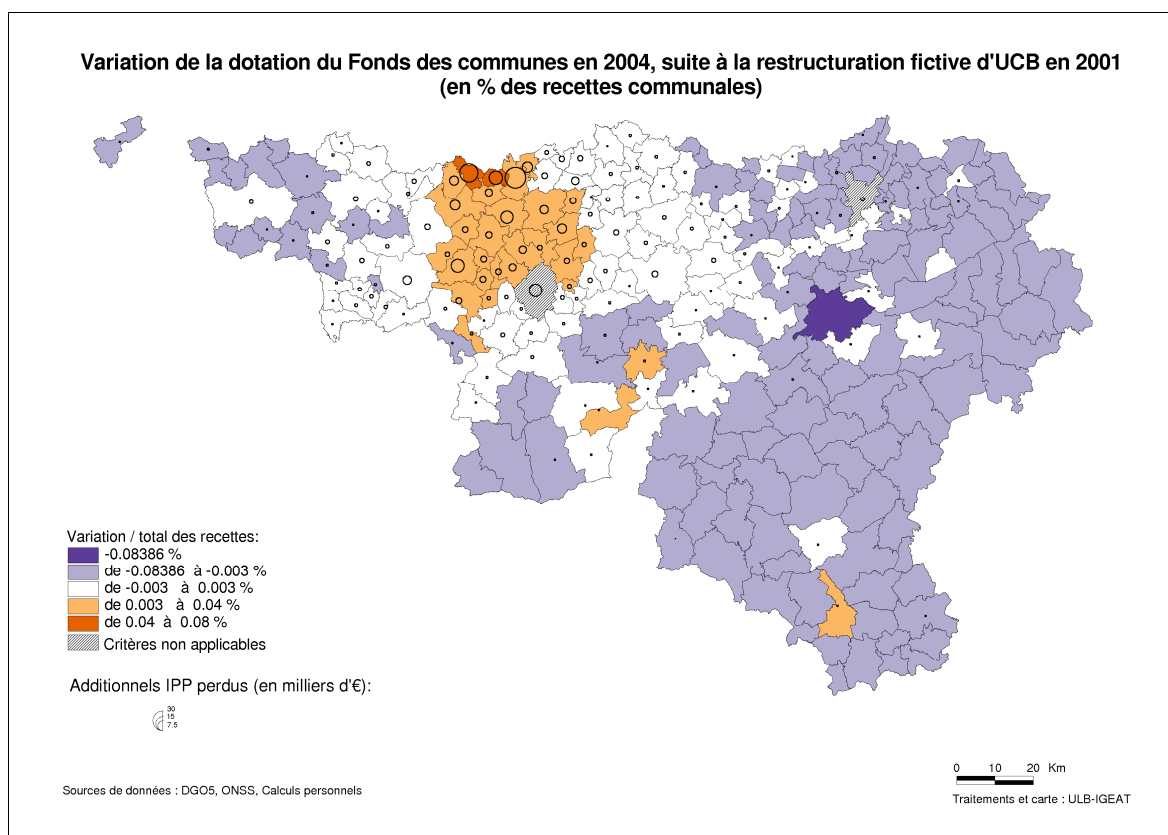 Variation de la dotation du Fonds des communes en 2004, suite à la restructuration fictive d'UCB en 2001
(en % des recettes communales)
Variation / total des recettes:
-0.08386 %
de -0.08386 à -0.003 %
de -0.003 à 0.003 %
de 0.003 à 0.04 %
de 0.04 à 0.08 %
Critères non applicables
Additionnels IPP perdus (en milliers d'€):
30
15
7.5
Sources de données : DGO5, ONSS, Calculs personnels
0 10 20 Km
Traitements et carte : ULB-IGEAT